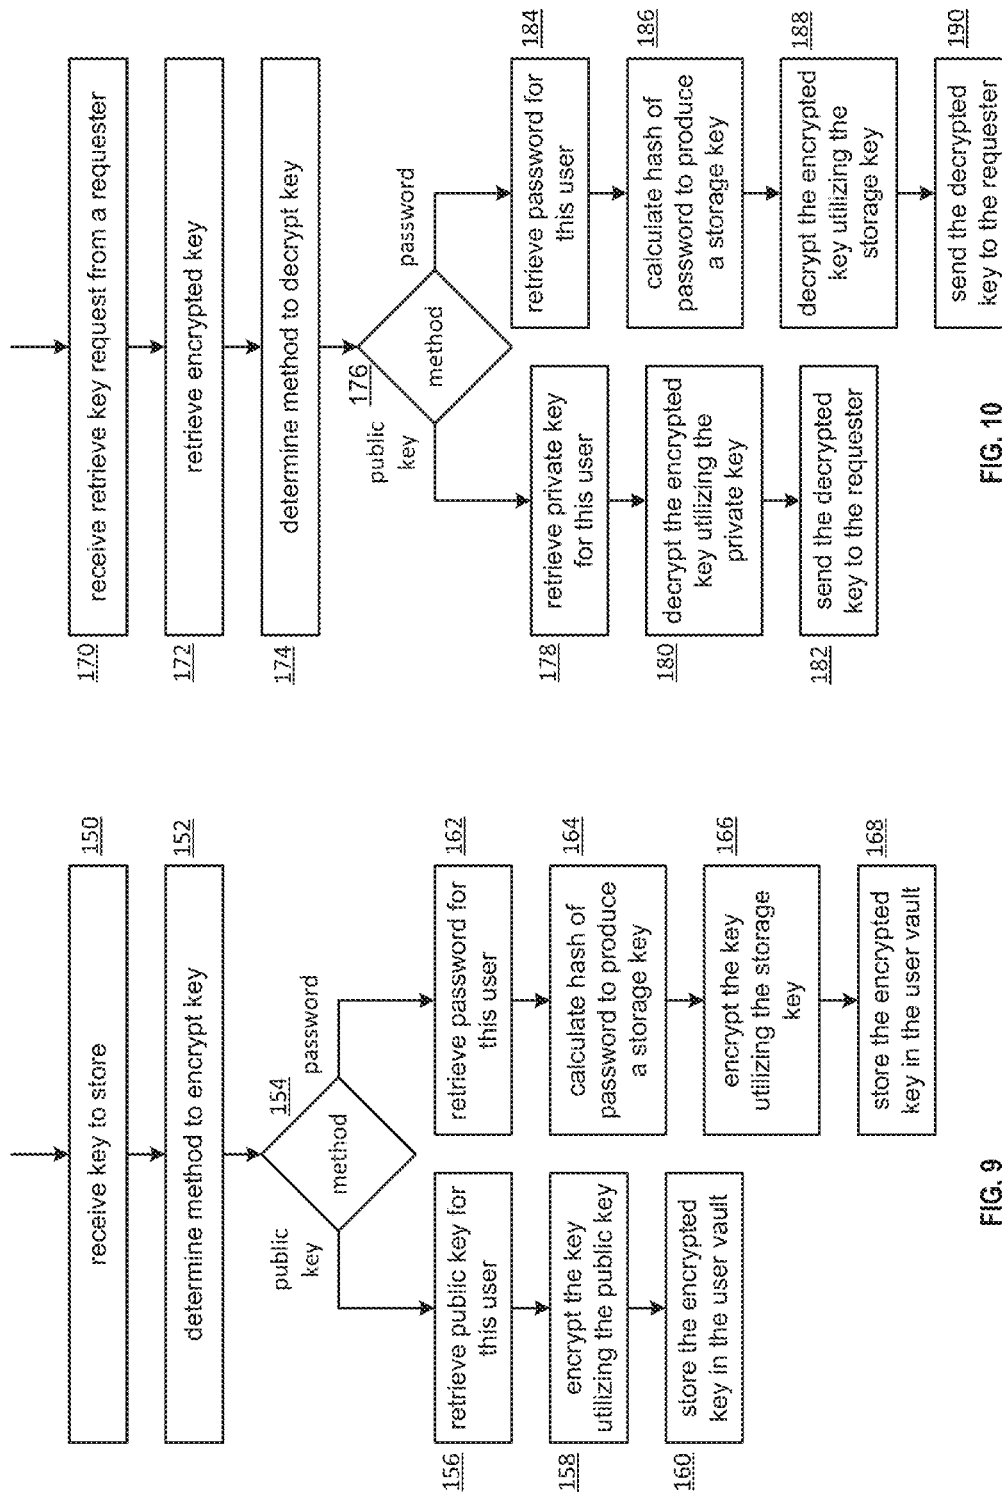 150
receive key to store
152
determine method to encrypt key
154
method
public
key
password
156
retrieve public key for
this user
158
encrypt the key
utilizing the public key
160
store the encrypted
key in the user vault
162
retrieve password for
this user
164
calculate hash of
password to produce
a storage key
166
encrypt the key
utilizing the storage
key
168
store the encrypted
key in the user vault
FIG. 9
170
receive retrieve key request from a requester
172
retrieve encrypted key
174
determine method to decrypt key
176
method
public
key
password
178
retrieve private key
for this user
180
decrypt the encrypted
key utilizing the
private key
182
send the decrypted
key to the requester
184
retrieve password for
this user
186
calculate hash of
password to produce
a storage key
188
decrypt the encrypted
key utilizing the
storage key
190
send the decrypted
key to the requester
FIG. 10